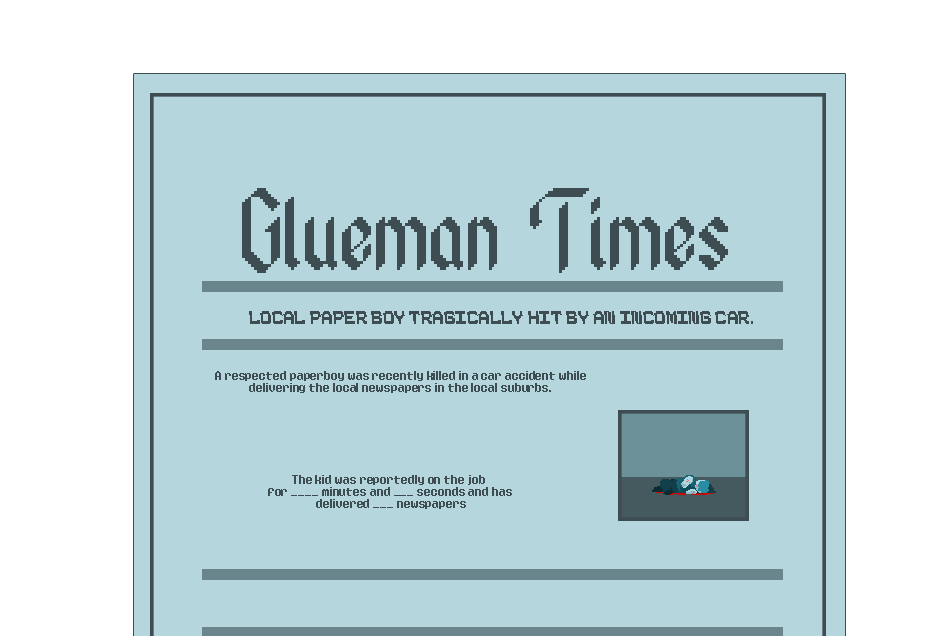 Glueman Times
LOCAL PAPER BOY TRAGICALLY HIT BY AN INCOMING CAR.
A respected paperboy was recently killed in a car accident while
delivering the local newspapers in the local suburbs.
The kid was reportedly on the job
for ____ minutes and ___ seconds and has
delivered ___ newspapers